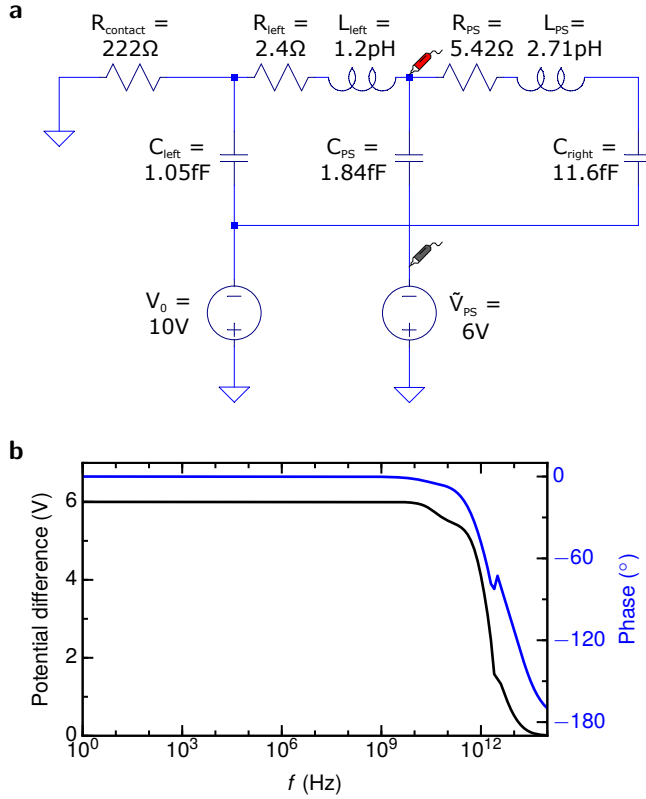 a
R_contact = R_left = L_left = R_PS = L_PS =
222Ω 2.4Ω 1.2pH 5.42Ω 2.71pH
C_left = C_PS = C_right =
1.05fF 1.84fF 11.6fF
V_0 = Ṽ_PS =
10V 6V
b
Potential difference (V)
6
4
2
0
10^0 10^3 10^6 10^9 10^12
f (Hz)
0
−60
−120
−180
Phase (°)